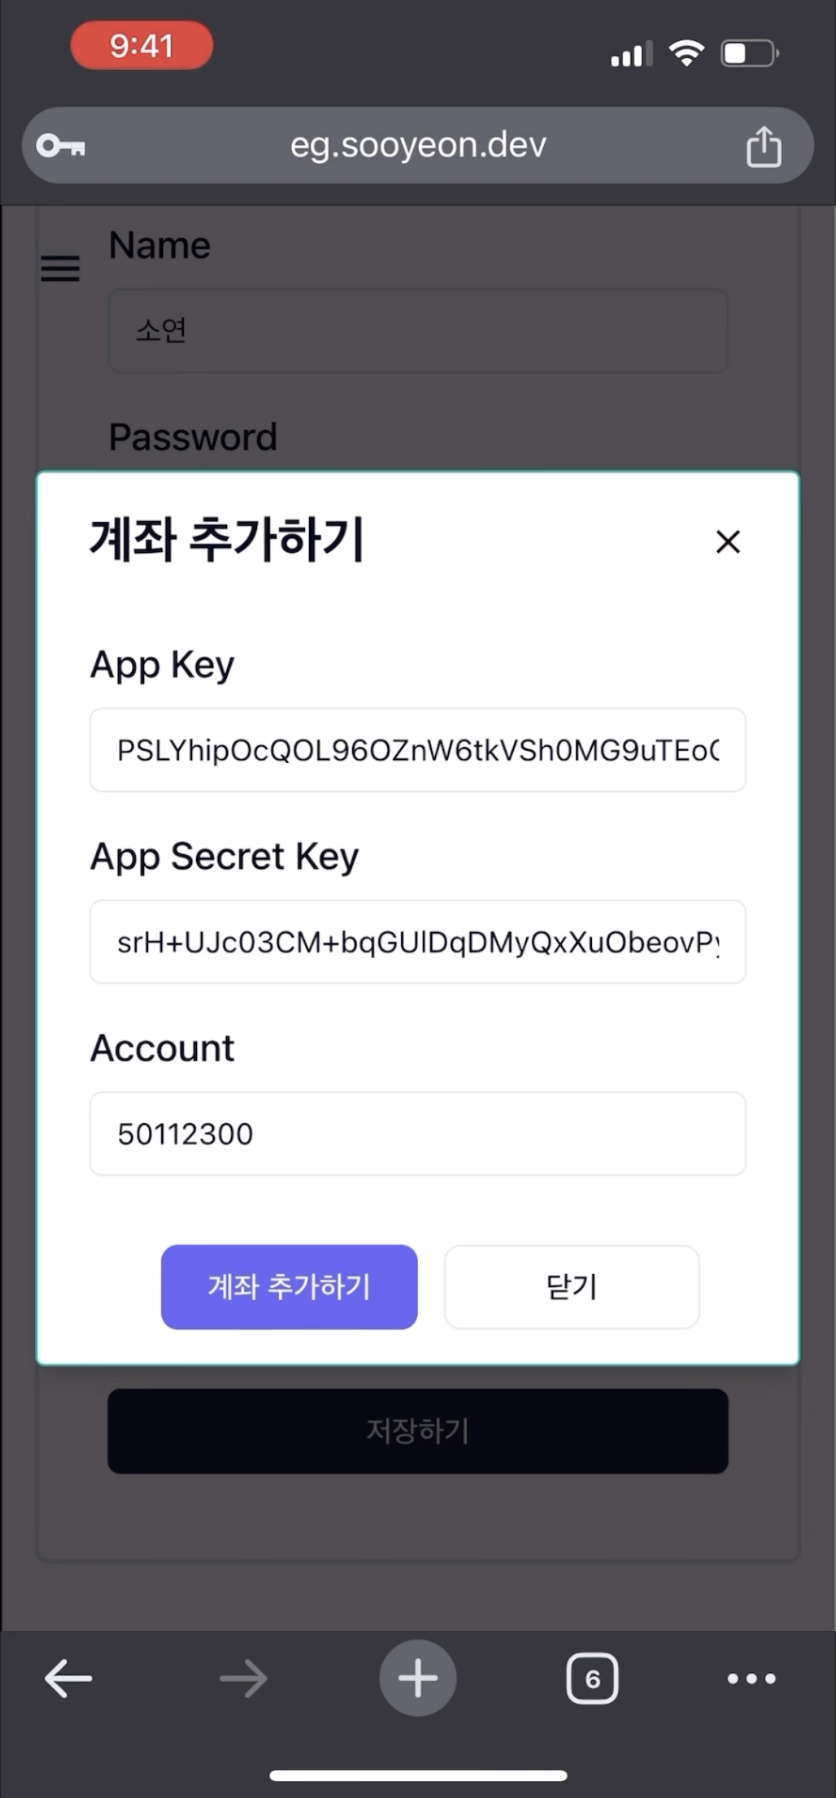 9:41
eg.sooyeon.dev
Name
소연
Password
계좌 추가하기
App Key
PSLYhipOcQOL96OZnW6tkVSh0MG9uTEo
App Secret Key
srH+UJc03CM+bqGUlDqDMyQxXuObeovP
Account
50112300
계좌 추가하기
닫기
저장하기
6